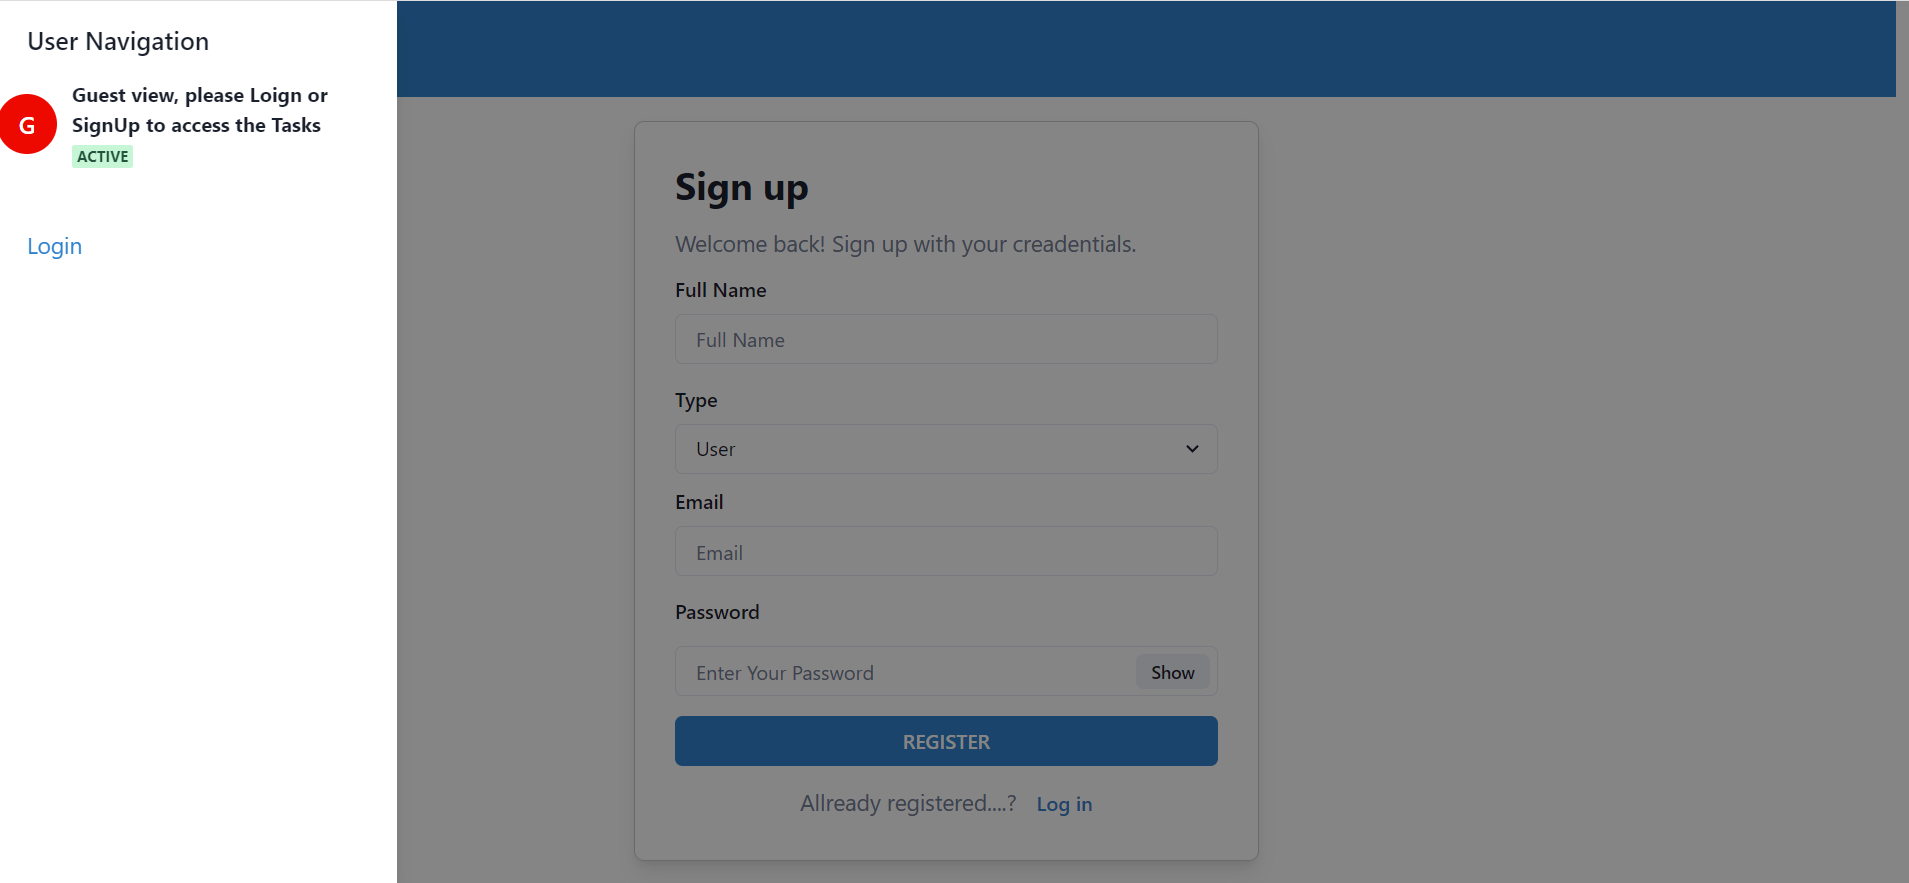 User Navigation
G
Guest view, please Loign or
SignUp to access the Tasks
ACTIVE
Login
Sign up
Welcome back! Sign up with your creadentials.
Full Name
Full Name
Type
User
Email
Email
Password
Enter Your Password
Show
REGISTER
Allready registered....? Log in